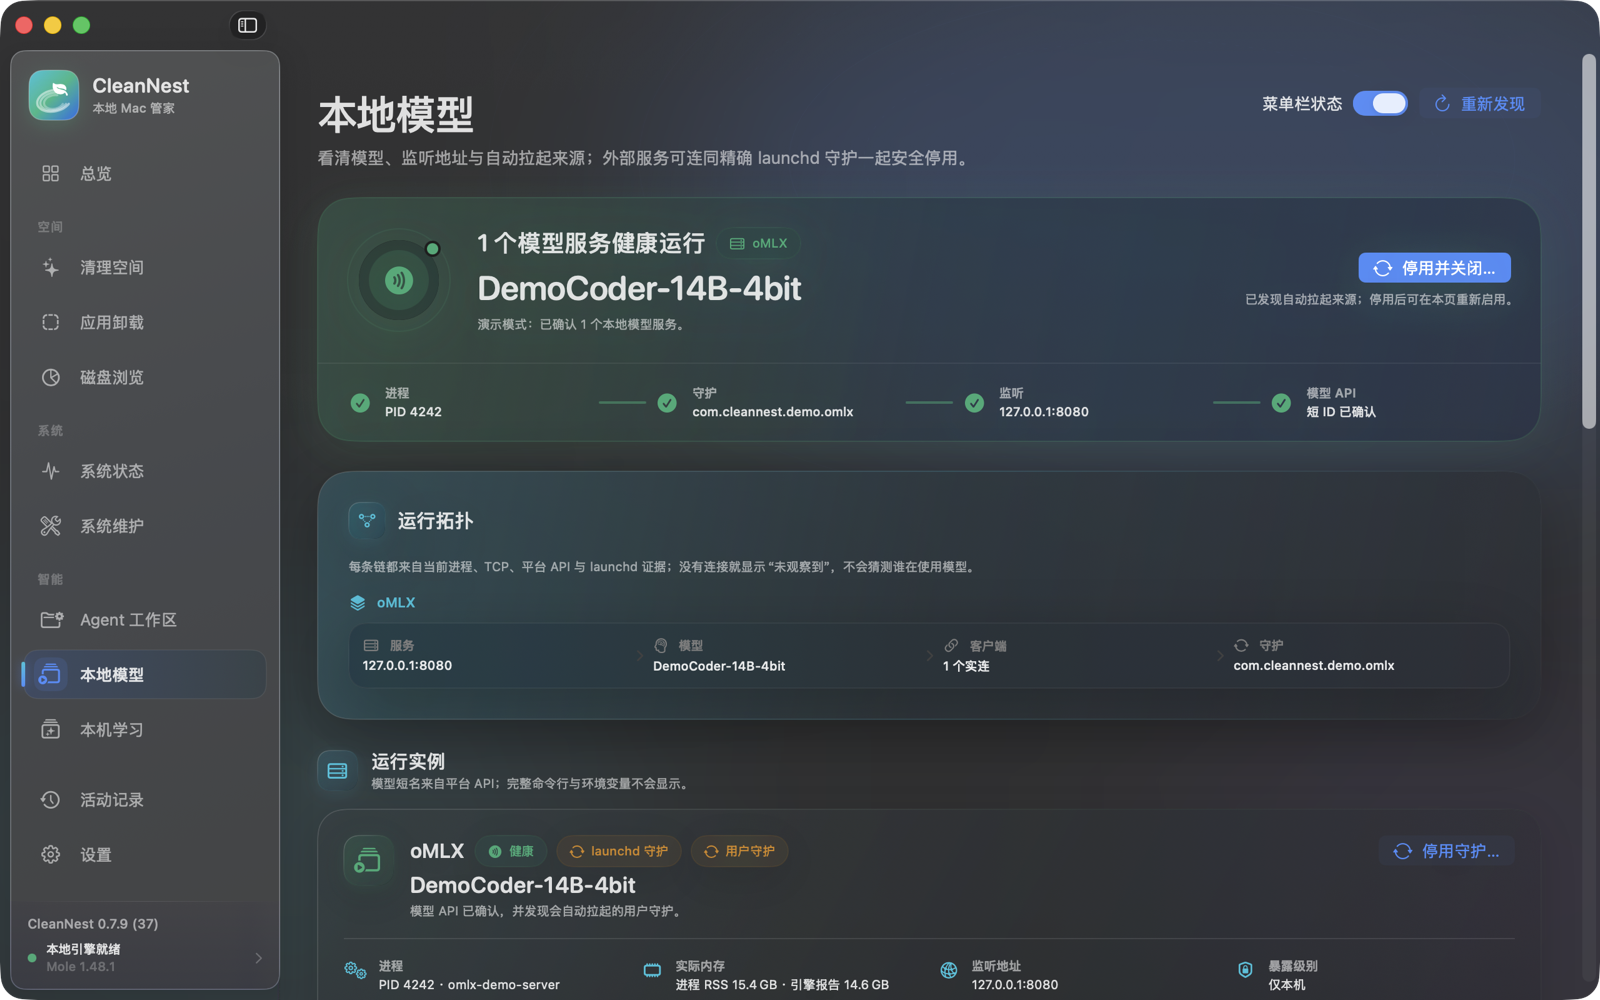 CleanNest
本地 Mac 管家
总览
空间
清理空间
应用卸载
磁盘浏览
系统
系统状态
系统维护
智能
Agent 工作区
本地模型
本机学习
活动记录
设置
CleanNest 0.7.9 (37)
本地引擎就绪
Mole 1.48.1
本地模型
看清模型、监听地址与自动拉起来源；外部服务可连同精确 launchd 守护一起安全停用。
菜单栏状态
重新发现
1 个模型服务健康运行
oMLX
DemoCoder-14B-4bit
演示模式：已确认 1 个本地模型服务。
停用并关闭...
已发现自动拉起来源；停用后可在本页重新启用。
进程
PID 4242
守护
com.cleannest.demo.omlx
监听
127.0.0.1:8080
模型 API
短 ID 已确认
运行拓扑
每条链都来自当前进程、TCP、平台 API 与 launchd 证据；没有连接就显示“未观察到”，不会猜测谁在使用模型。
oMLX
服务
127.0.0.1:8080
模型
DemoCoder-14B-4bit
客户端
1 个实连
守护
com.cleannest.demo.omlx
运行实例
模型短名来自平台 API；完整命令行与环境变量不会显示。
oMLX
健康
launchd 守护
用户守护
停用守护...
DemoCoder-14B-4bit
模型 API 已确认，并发现会自动拉起的用户守护。
进程
PID 4242 · omlx-demo-server
实际内存
进程 RSS 15.4 GB · 引擎报告 14.6 GB
监听地址
127.0.0.1:8080
暴露级别
仅本机